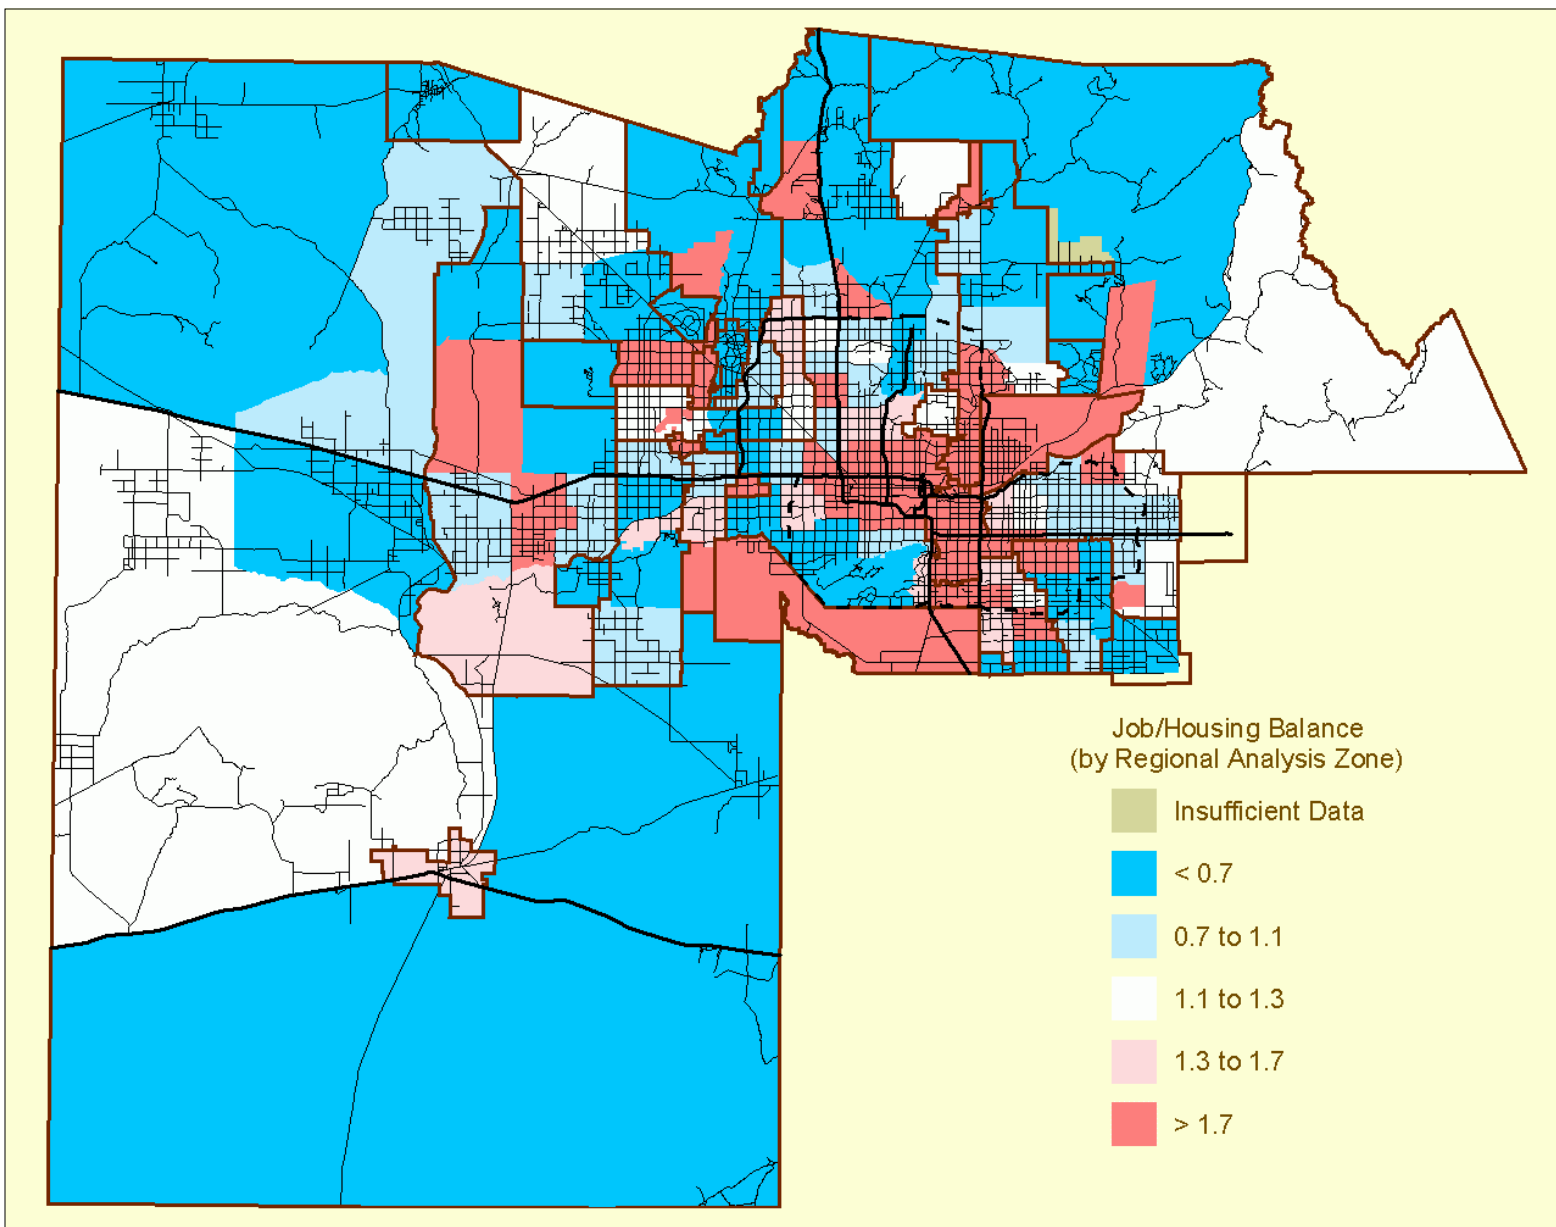 Job/Housing Balance
(by Regional Analysis Zone)
Insufficient Data
< 0.7
0.7 to 1.1
1.1 to 1.3
1.3 to 1.7
> 1.7